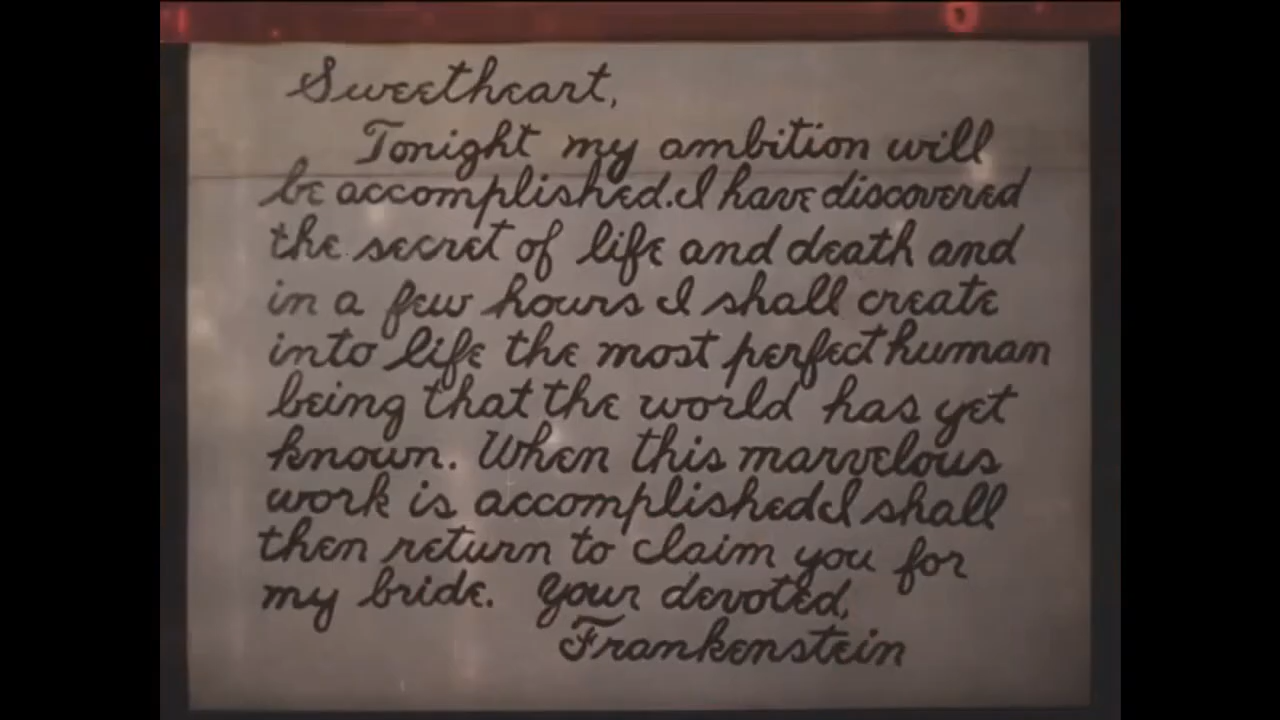 Sweetheart,
Tonight my ambition will
be accomplished. I have discovered
the secret of life and death and
in a few hours I shall create
into life the most perfect human
being that the world has yet
known. When this marvelous
work is accomplished I shall
then return to claim you for
my bride. Your devoted,
Frankenstein